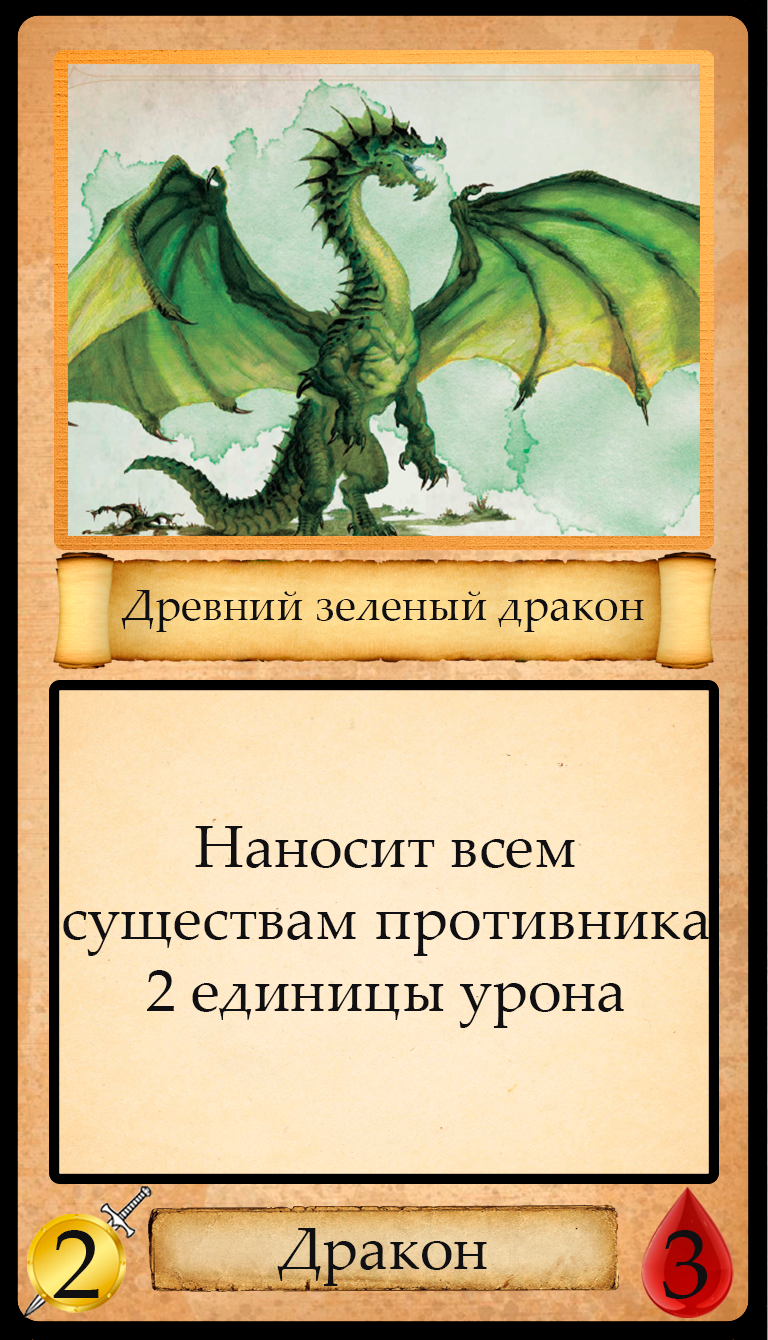 Древний зеленый дракон
Наносит всем
существам противника
2 единицы урона
2
Дракон
3